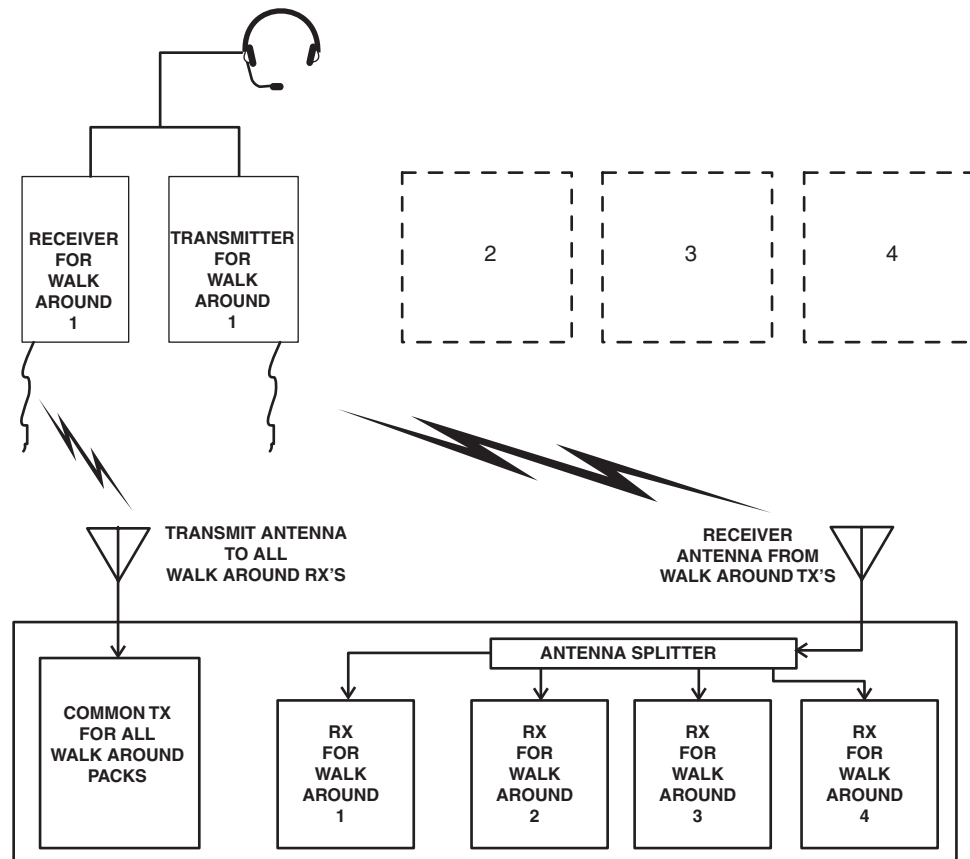 RECEIVER
FOR
WALK
AROUND
1
TRANSMITTER
FOR
WALK
AROUND
1
2
3
4
TRANSMIT ANTENNA
TO ALL
WALK AROUND RX'S
RECEIVER
ANTENNA FROM
WALK AROUND TX'S
ANTENNA SPLITTER
COMMON TX
FOR ALL
WALK AROUND
PACKS
RX
FOR
WALK
AROUND
1
RX
FOR
WALK
AROUND
2
RX
FOR
WALK
AROUND
3
RX
FOR
WALK
AROUND
4